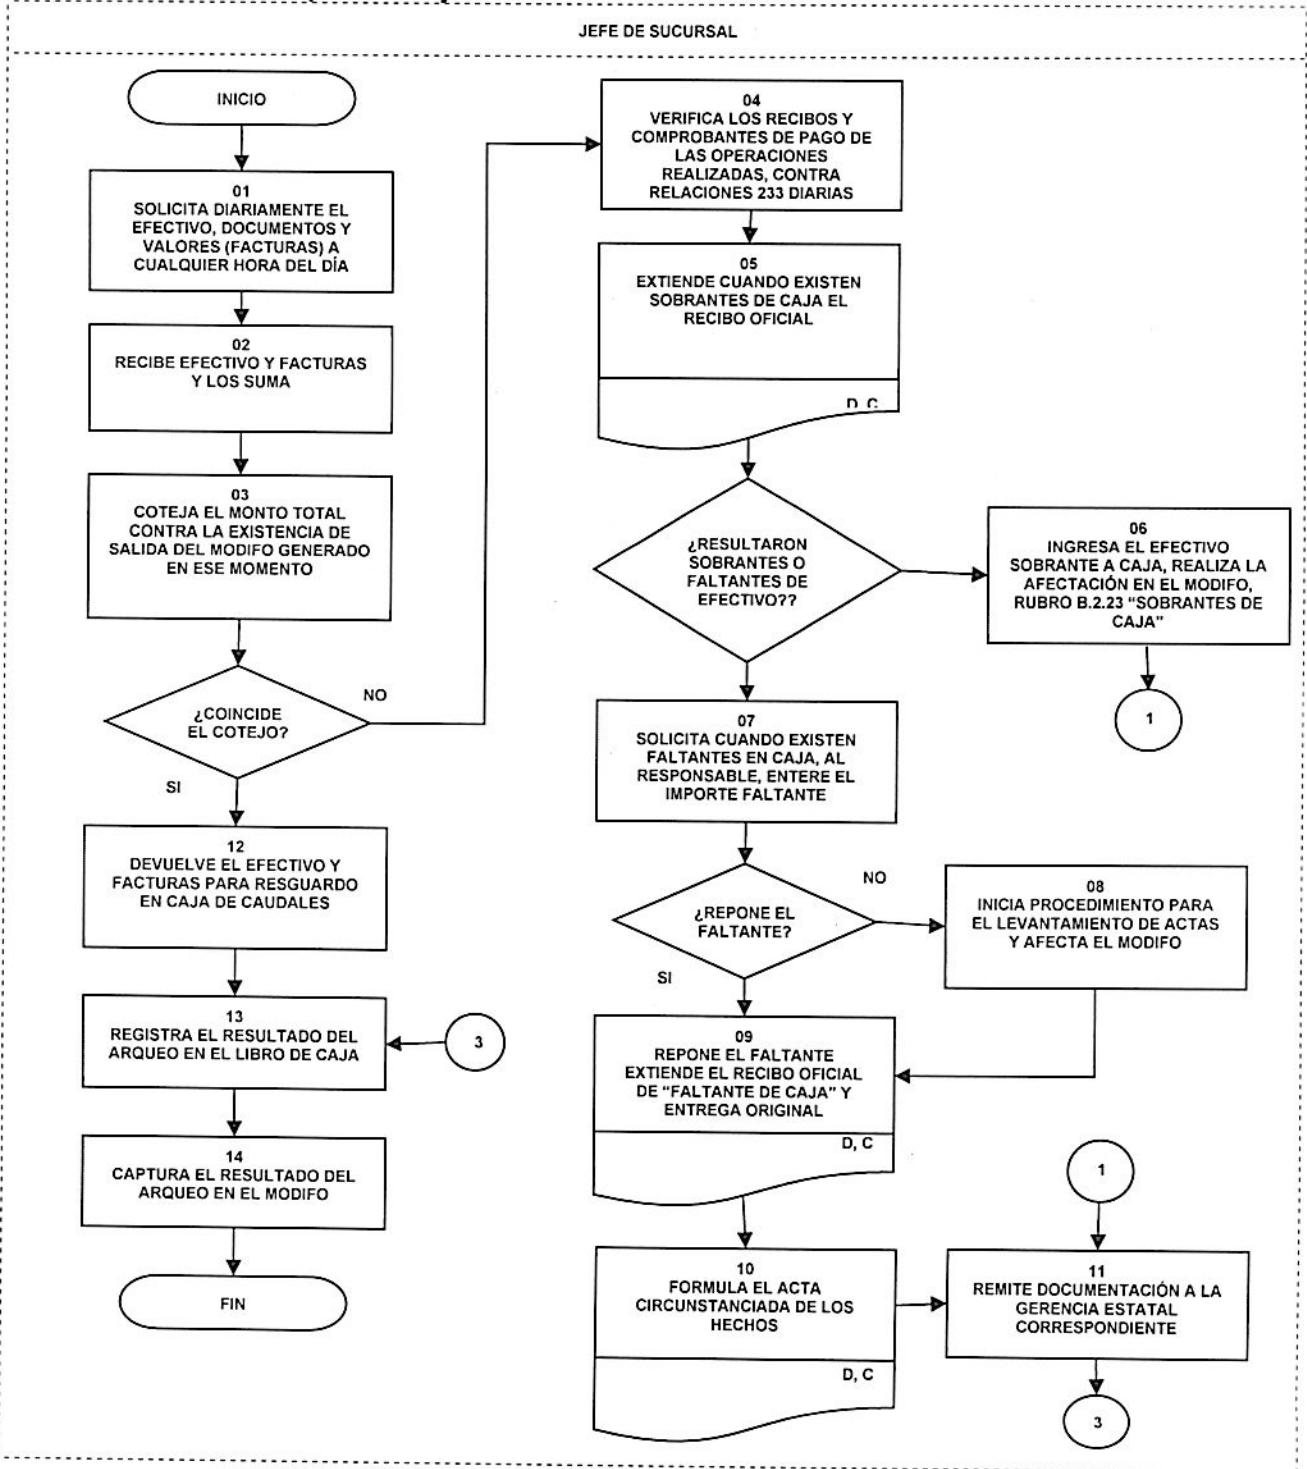 JEFE DE SUCURSAL
INICIO
01
SOLICITA DIARIAMENTE EL
EFECTIVO, DOCUMENTOS Y
VALORES (FACTURAS) A
CUALQUIER HORA DEL DÍA
02
RECIBE EFECTIVO Y FACTURAS
Y LOS SUMA
03
COTEJA EL MONTO TOTAL
CONTRA LA EXISTENCIA DE
SALIDA DEL MODIFO GENERADO
EN ESE MOMENTO
¿COINCIDE
EL COTEJO?
NO
SI
12
DEVUELVE EL EFECTIVO Y
FACTURAS PARA RESGUARDO
EN CAJA DE CAUDALES
13
REGISTRA EL RESULTADO DEL
ARQUEO EN EL LIBRO DE CAJA
3
14
CAPTURA EL RESULTADO DEL
ARQUEO EN EL MODIFO
FIN
04
VERIFICA LOS RECIBOS Y
COMPROBANTES DE PAGO DE
LAS OPERACIONES
REALIZADAS, CONTRA
RELACIONES 233 DIARIAS
05
EXTIENDE CUANDO EXISTEN
SOBRANTES DE CAJA EL
RECIBO OFICIAL
D, C
¿RESULTARON
SOBRANTES O
FALTANTES DE
EFECTIVO??
06
INGRESA EL EFECTIVO
SOBRANTE A CAJA, REALIZA LA
AFECTACIÓN EN EL MODIFO,
RUBRO B.2.23 “SOBRANTES DE
CAJA”
1
07
SOLICITA CUANDO EXISTEN
FALTANTES EN CAJA, AL
RESPONSABLE, ENTERE EL
IMPORTE FALTANTE
¿REPONE EL
FALTANTE?
NO
SI
08
INICIA PROCEDIMIENTO PARA
EL LEVANTAMIENTO DE ACTAS
Y AFECTA EL MODIFO
09
REPONE EL FALTANTE
EXTIENDE EL RECIBO OFICIAL
DE “FALTANTE DE CAJA” Y
ENTREGA ORIGINAL
D, C
10
FORMULA EL ACTA
CIRCUNSTANCIADA DE LOS
HECHOS
D, C
1
11
REMITE DOCUMENTACIÓN A LA
GERENCIA ESTATAL
CORRESPONDIENTE
3